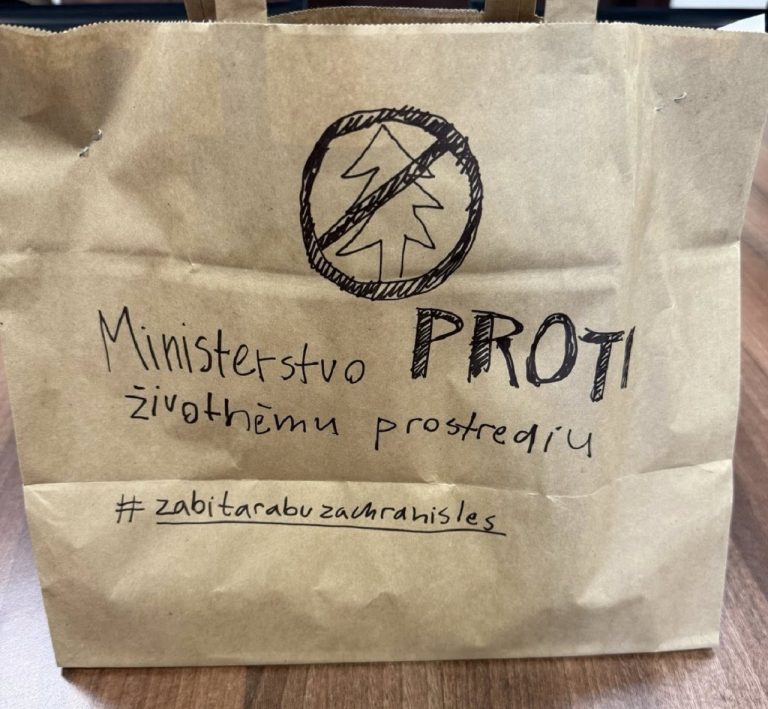 Ministerstvo PROTI
životnému prostrediu
#zabitarabuzachranisles